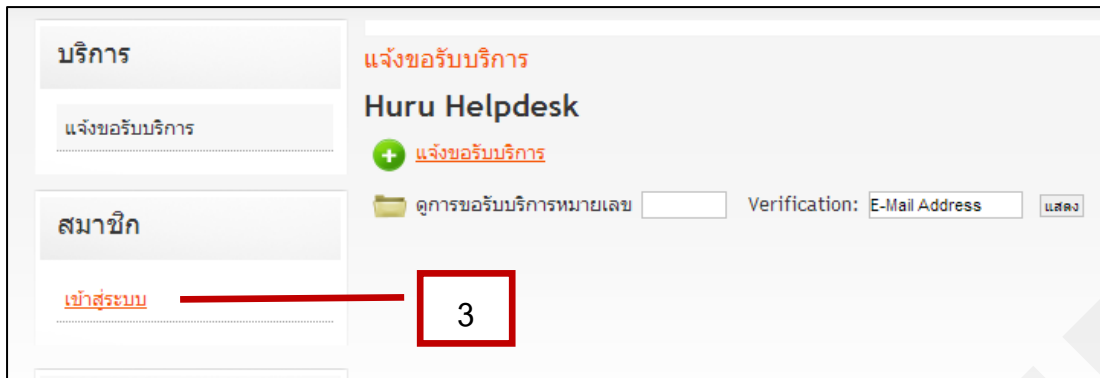 บริการ
แจ้งขอรับบริการ
สมาชิก
เข้าสู่ระบบ
แจ้งขอรับบริการ
Huru Helpdesk
แจ้งขอรับบริการ
ดูการขอรับบริการหมายเลข Verification: E-Mail Address แสดง
3